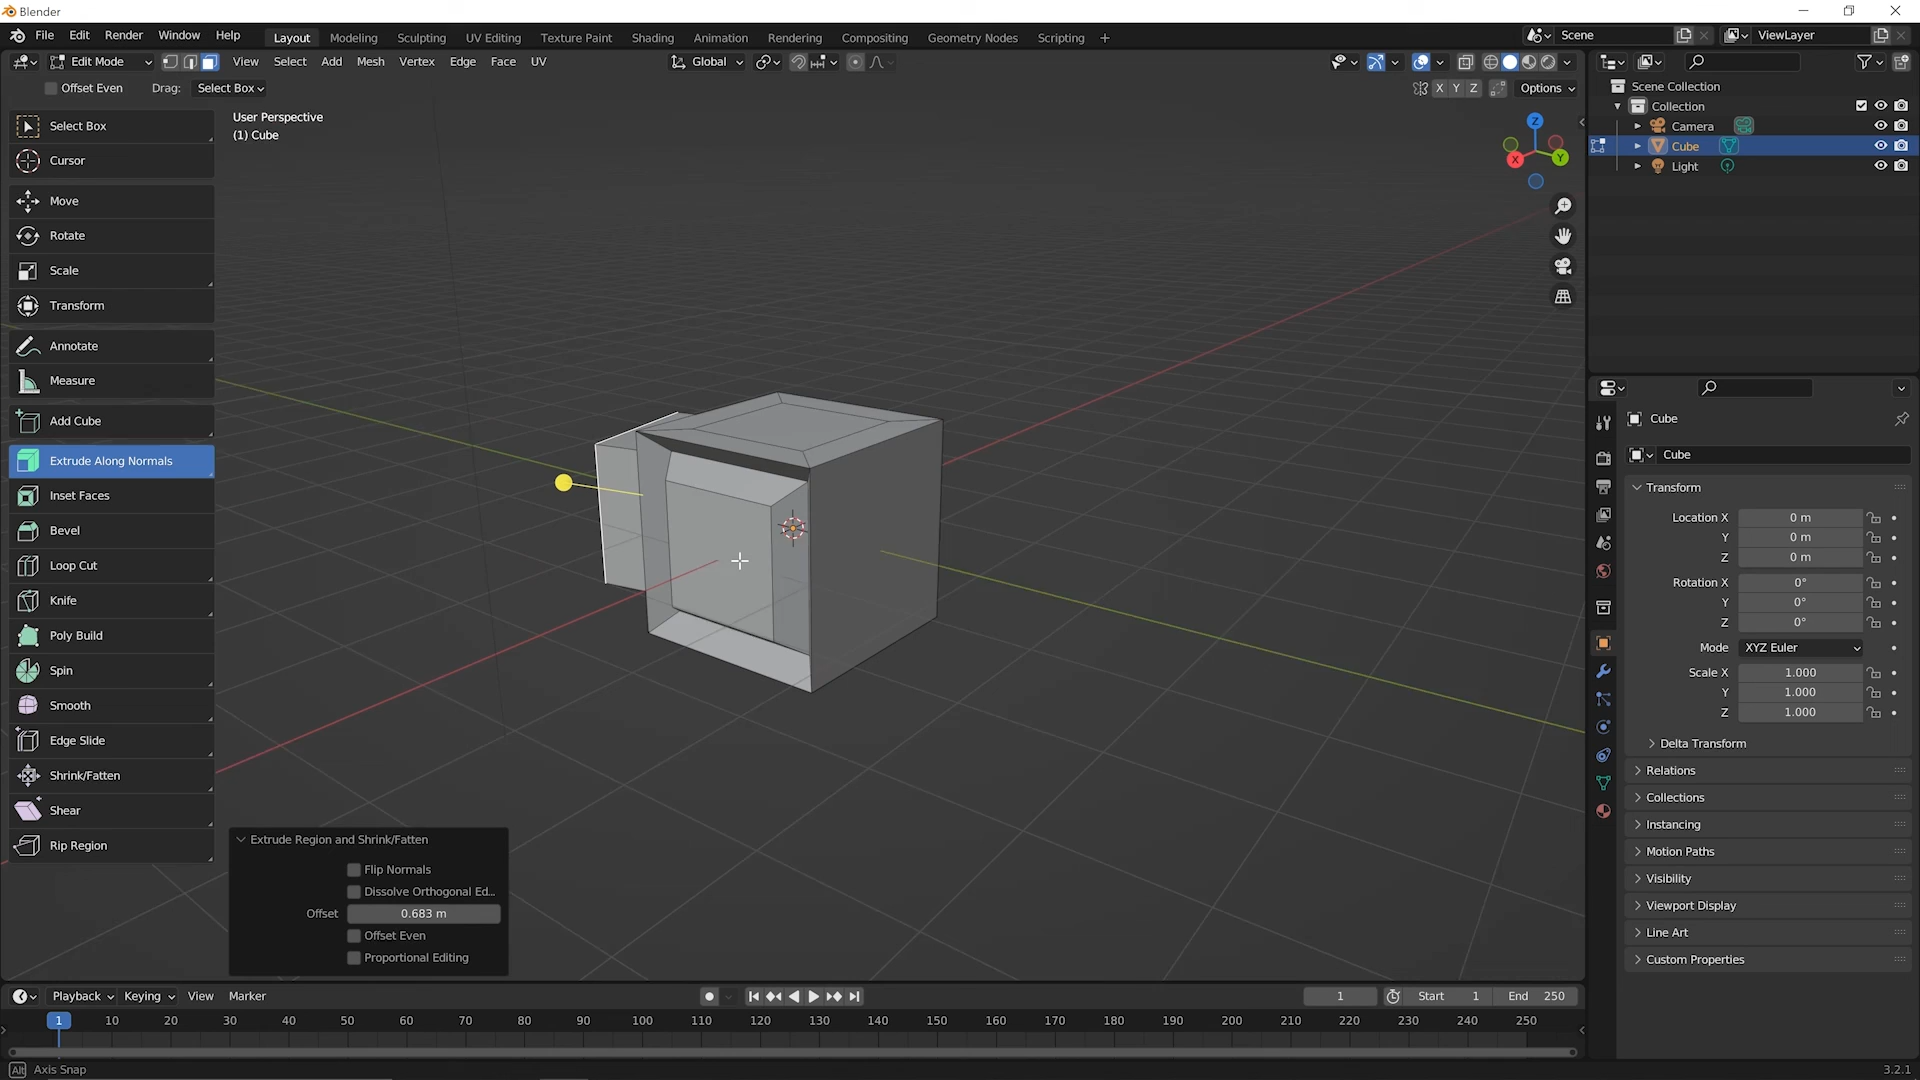 Blender
File Edit Render Window Help Layout Modeling Sculpting UV Editing Texture Paint Shading Animation Rendering Compositing Geometry Nodes Scripting + Scene ViewLayer
Edit Mode View Select Add Mesh Vertex Edge Face UV Global
Offset Even Drag: Select Box X Y Z Options
User Perspective
(1) Cube
Z
X
Y
Select Box
Cursor
Move
Rotate
Scale
Transform
Annotate
Measure
Add Cube
Extrude Along Normals
Inset Faces
Bevel
Loop Cut
Knife
Poly Build
Spin
Smooth
Edge Slide
Shrink/Fatten
Shear
Rip Region
Extrude Region and Shrink/Fatten
Flip Normals
Dissolve Orthogonal Ed...
Offset 0.683 m
Offset Even
Proportional Editing
Scene Collection
Collection
Camera
Cube
Light
Cube
Cube
Transform
Location X 0 m
Y 0 m
Z 0 m
Rotation X 0°
Y 0°
Z 0°
Mode XYZ Euler
Scale X 1.000
Y 1.000
Z 1.000
Delta Transform
Relations
Collections
Instancing
Motion Paths
Visibility
Viewport Display
Line Art
Custom Properties
Playback Keying View Marker 1 Start 1 End 250
1 10 20 30 40 50 60 70 80 90 100 110 120 130 140 150 160 170 180 190 200 210 220 230 240 250
Alt Axis Snap 3.2.1